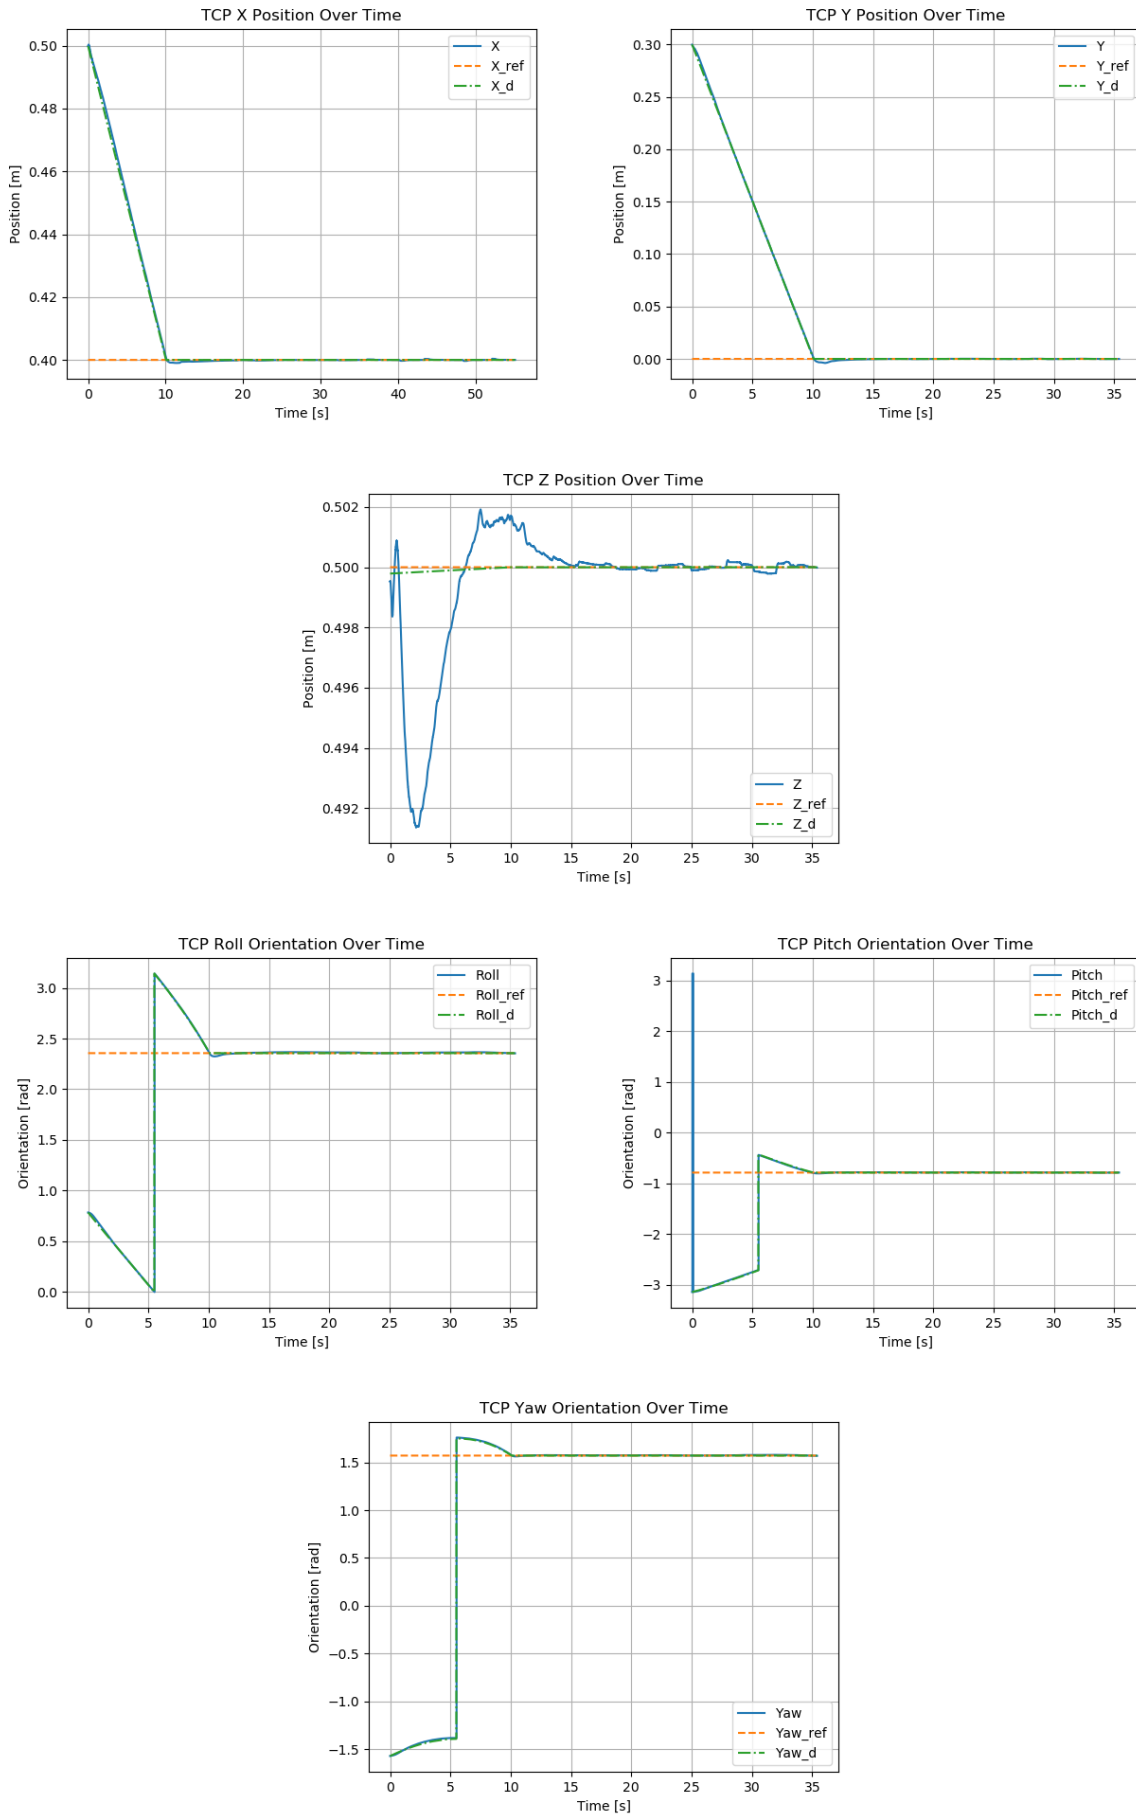 TCP X Position Over Time
X
X_ref
X_d
Position [m]
0.50
0.48
0.46
0.44
0.42
0.40
0 10 20 30 40 50
Time [s]
TCP Y Position Over Time
Y
Y_ref
Y_d
Position [m]
0.30
0.25
0.20
0.15
0.10
0.05
0.00
0 5 10 15 20 25 30 35
Time [s]
TCP Z Position Over Time
Position [m]
0.502
0.500
0.498
0.496
0.494
0.492
Z
Z_ref
Z_d
0 5 10 15 20 25 30 35
Time [s]
TCP Roll Orientation Over Time
Roll
Roll_ref
Roll_d
Orientation [rad]
3.0
2.5
2.0
1.5
1.0
0.5
0.0
0 5 10 15 20 25 30 35
Time [s]
TCP Pitch Orientation Over Time
Pitch
Pitch_ref
Pitch_d
Orientation [rad]
3
2
1
0
−1
−2
−3
0 5 10 15 20 25 30 35
Time [s]
TCP Yaw Orientation Over Time
Orientation [rad]
1.5
1.0
0.5
0.0
−0.5
−1.0
−1.5
Yaw
Yaw_ref
Yaw_d
0 5 10 15 20 25 30 35
Time [s]